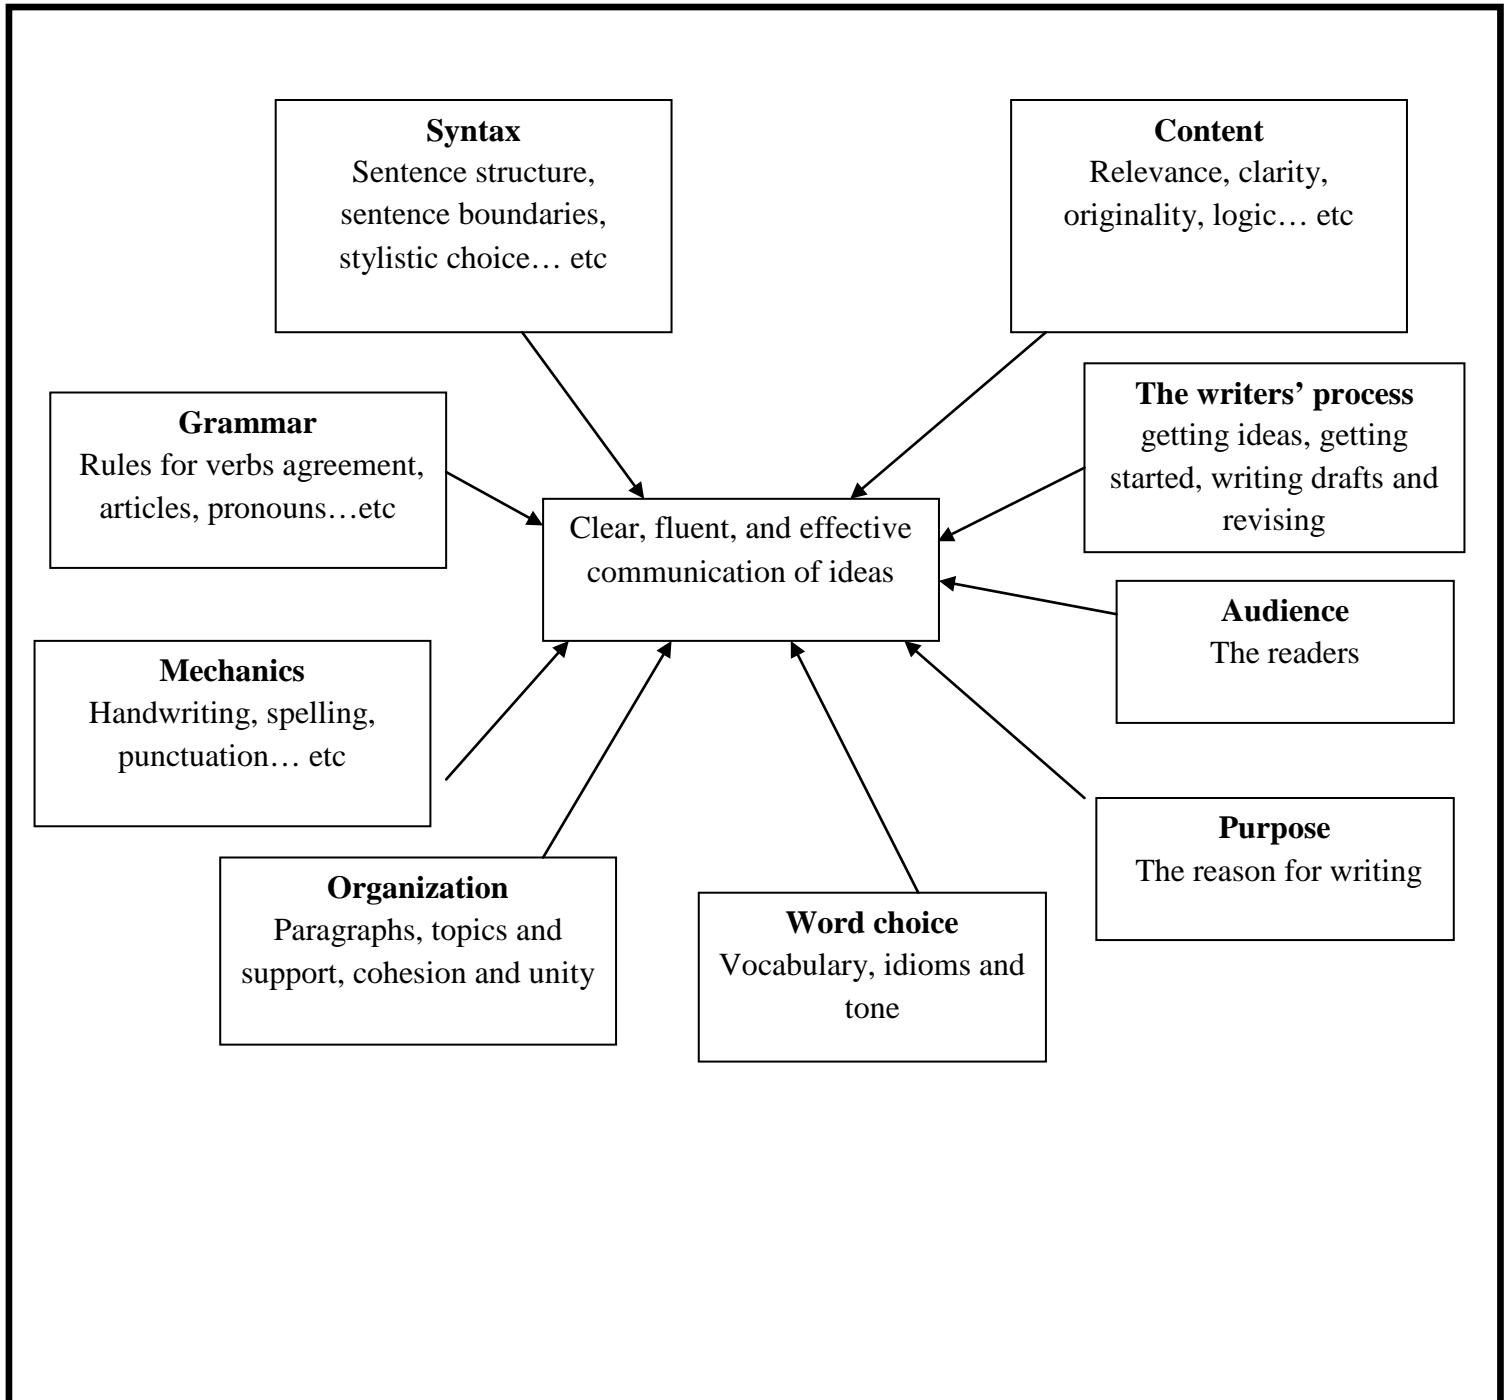 Syntax
Sentence structure,
sentence boundaries,
stylistic choice… etc
Content
Relevance, clarity,
originality, logic… etc
Grammar
Rules for verbs agreement,
articles, pronouns…etc
The writers’ process
getting ideas, getting
started, writing drafts and
revising
Clear, fluent, and effective
communication of ideas
Audience
The readers
Mechanics
Handwriting, spelling,
punctuation… etc
Purpose
The reason for writing
Organization
Paragraphs, topics and
support, cohesion and unity
Word choice
Vocabulary, idioms and
tone